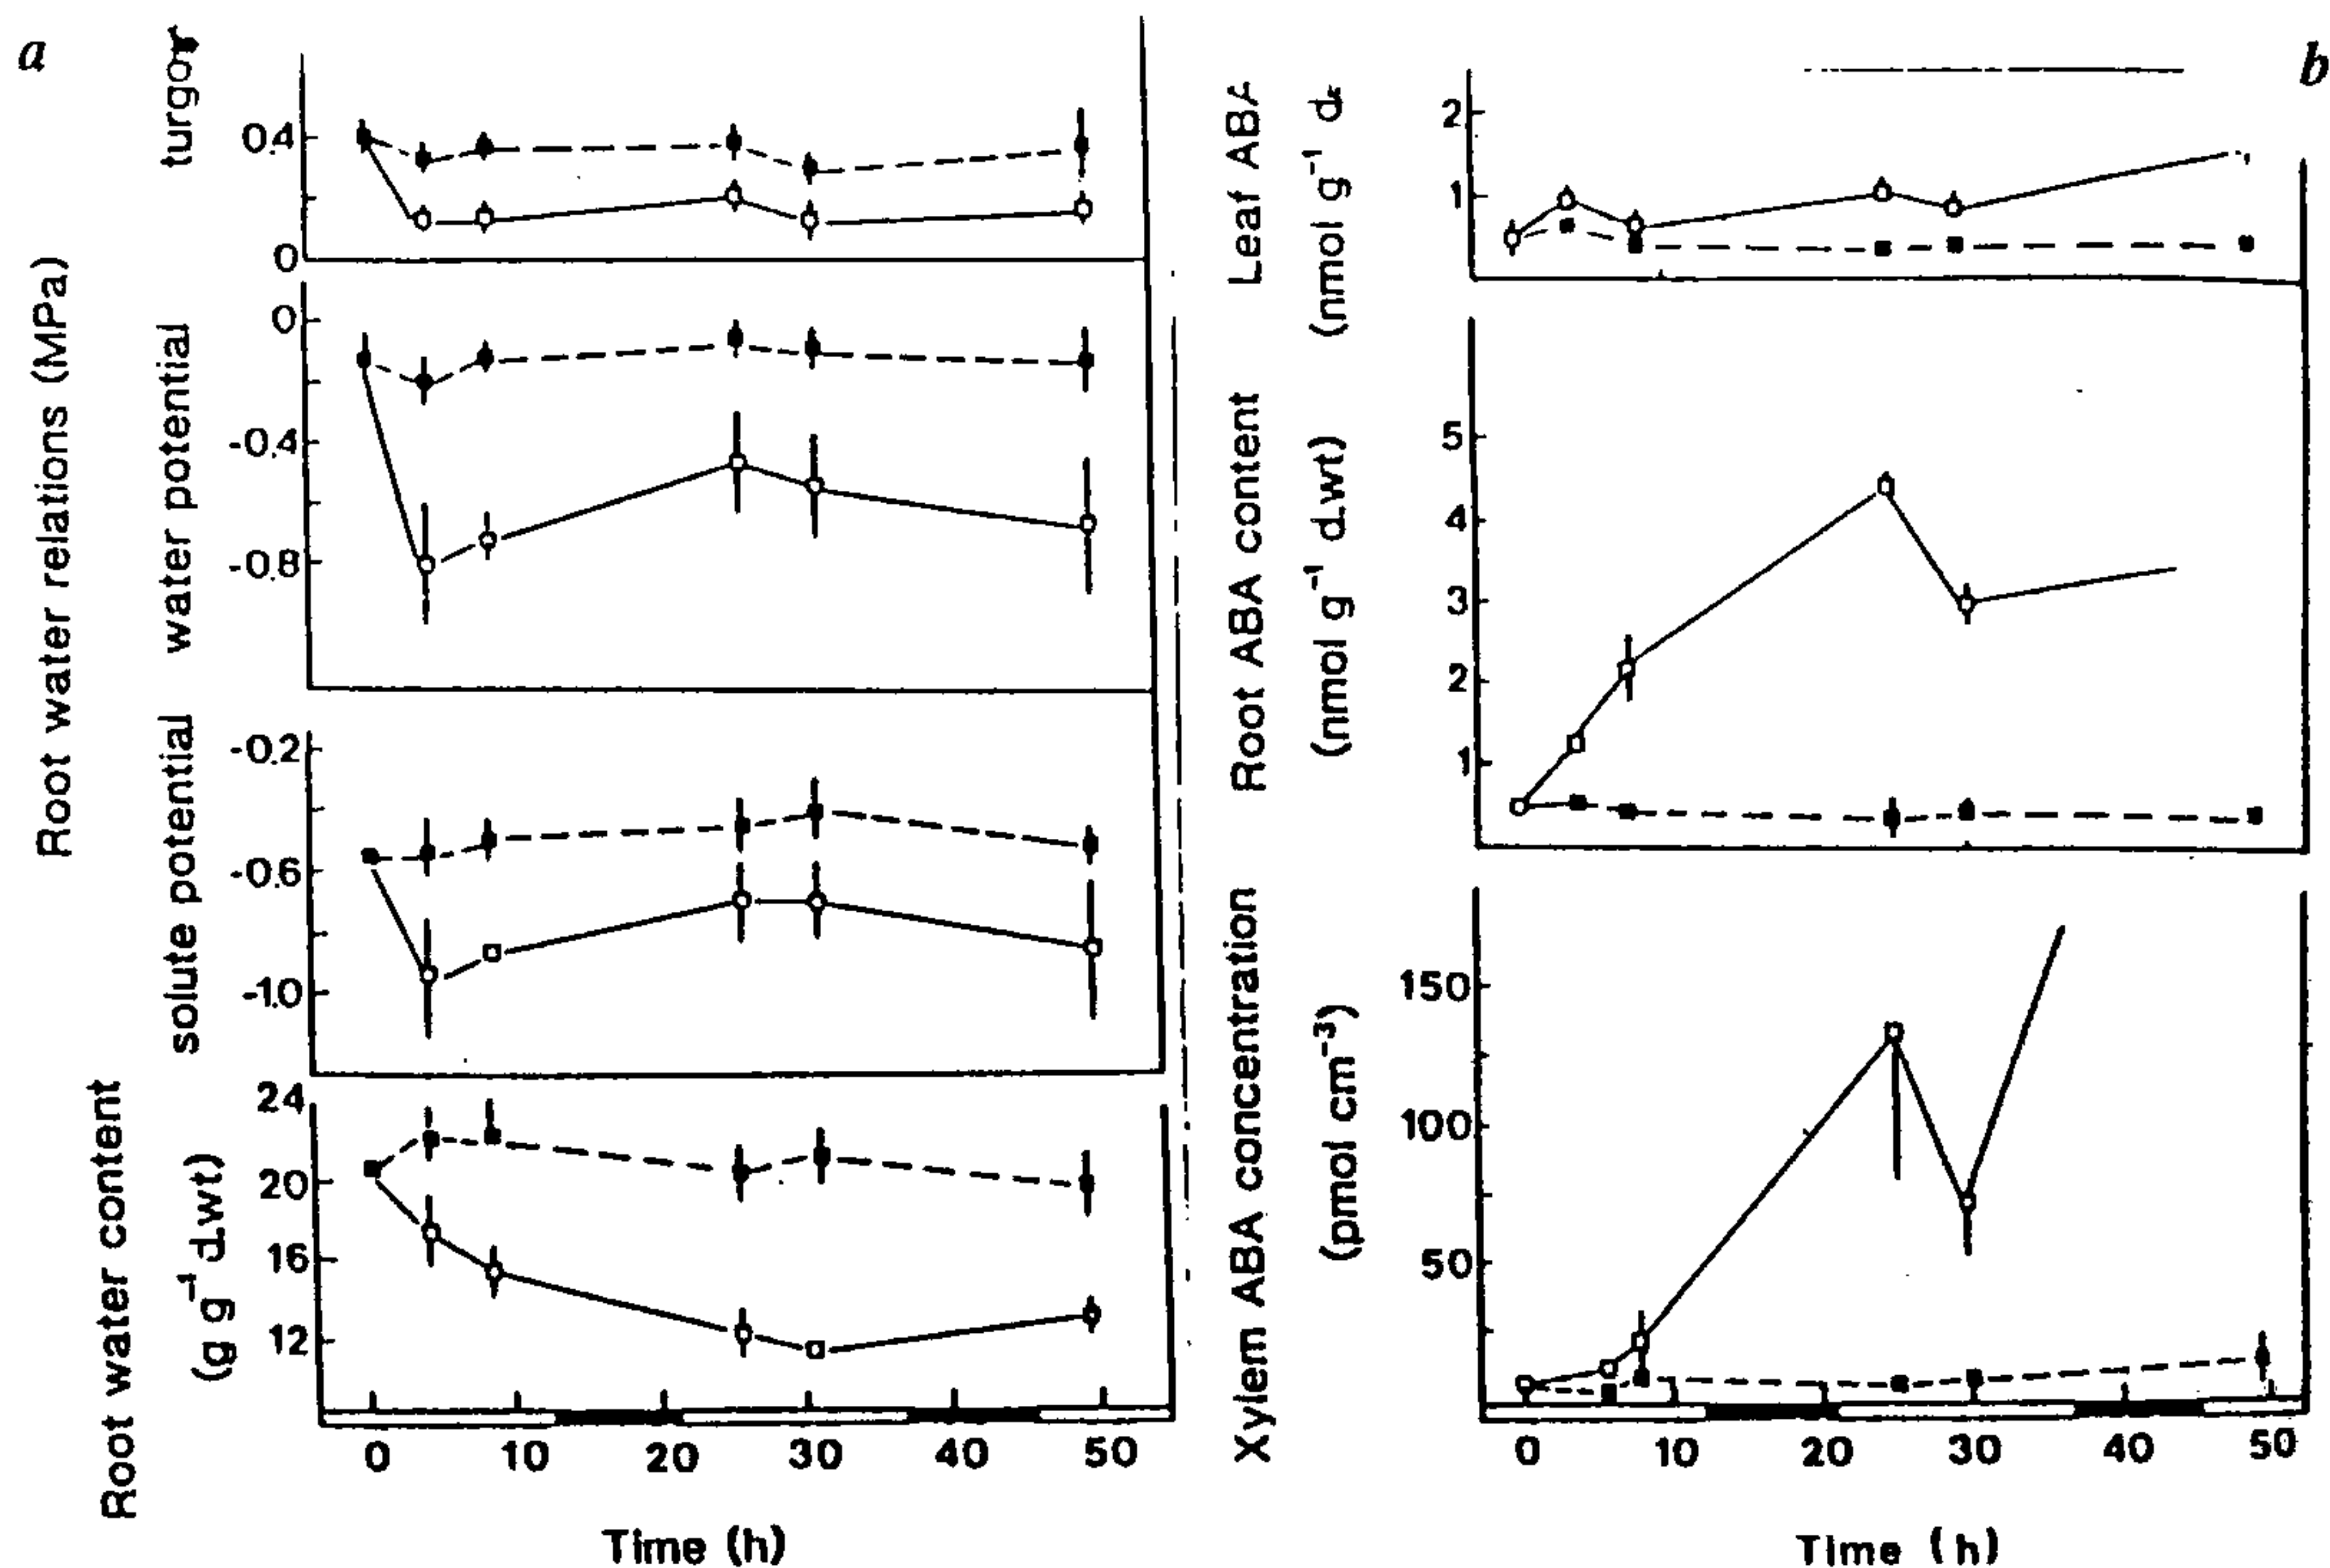 a
Root water relations (MPa)
turgor
0.4
0
water potential
0
-0.4
-0.8
solute potential
-0.2
-0.6
-1.0
Root water content
(g g⁻¹ d.wt)
24
20
16
12
0 10 20 30 40 50
Time (h)
b
Leaf ABA
(nmol g⁻¹ d
2
1
Root ABA content
(nmol g⁻¹ d.wt)
5
4
3
2
1
Xylem ABA concentration
(pmol cm⁻³)
150
100
50
0 10 20 30 40 50
Time (h)